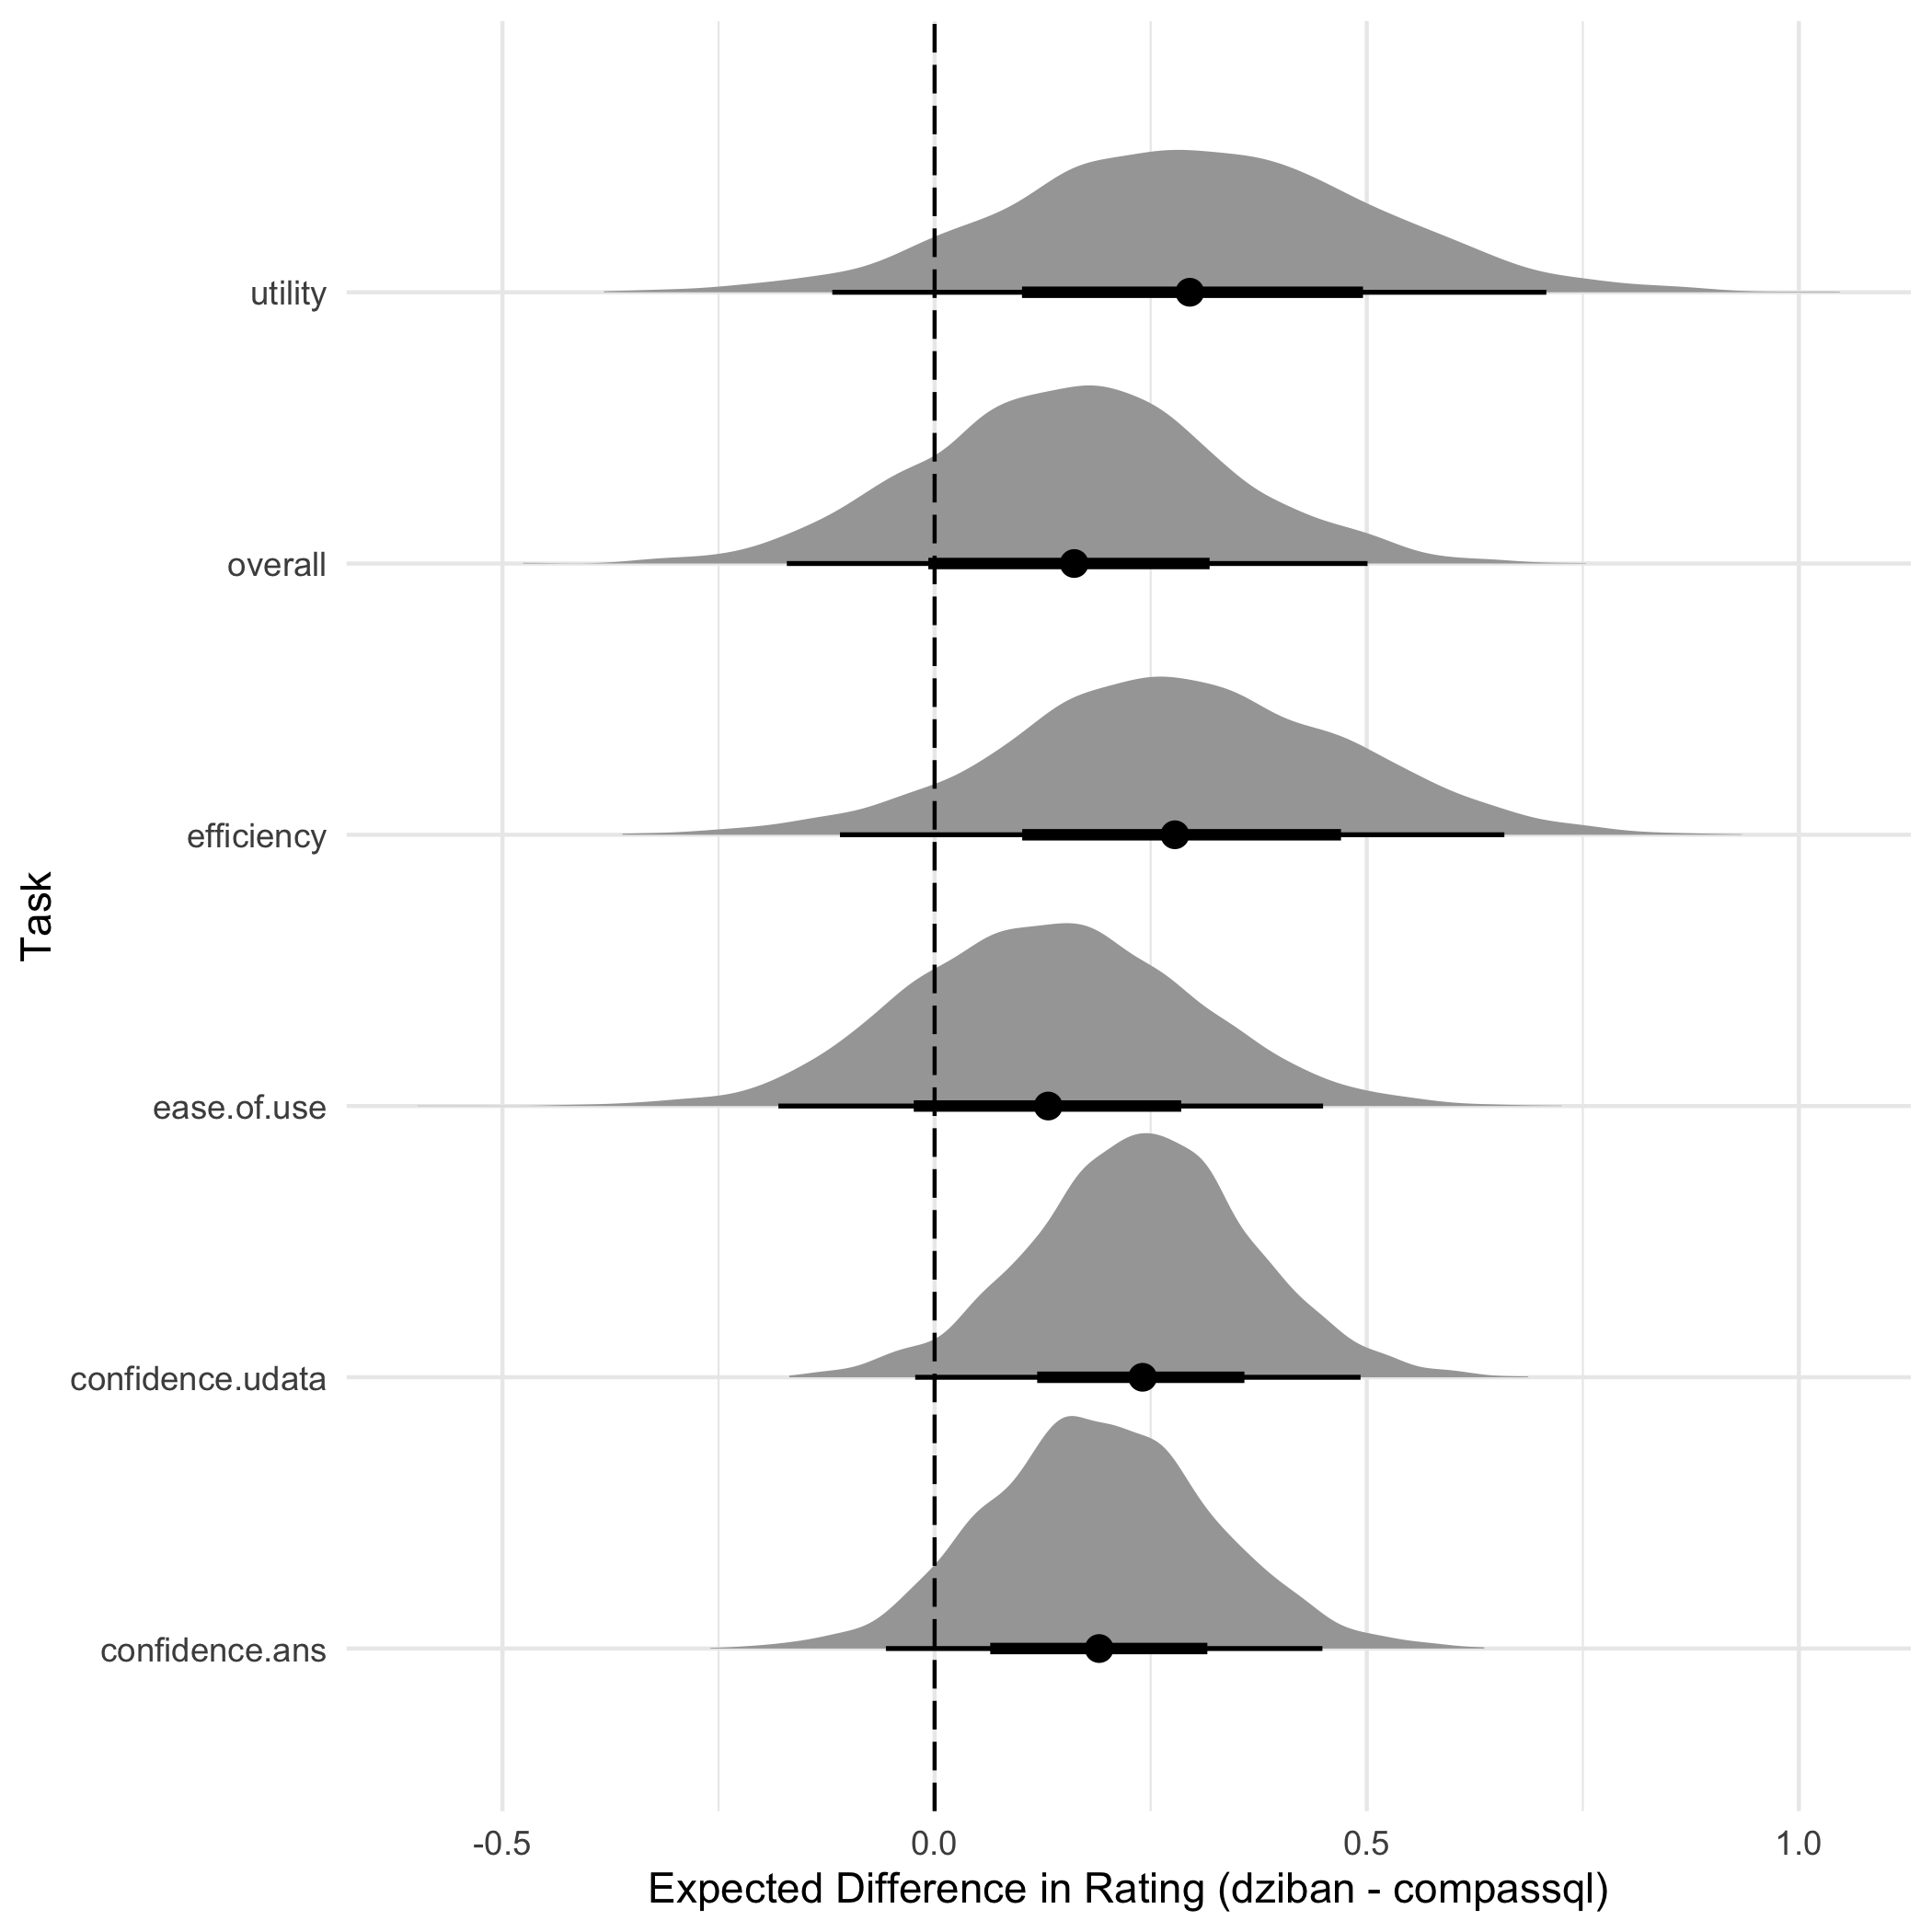 utility
overall
efficiency
Task
ease.of.use
confidence.udata
confidence.ans
-0.5 0.0 0.5 1.0
Expected Difference in Rating (dziban - compassql)